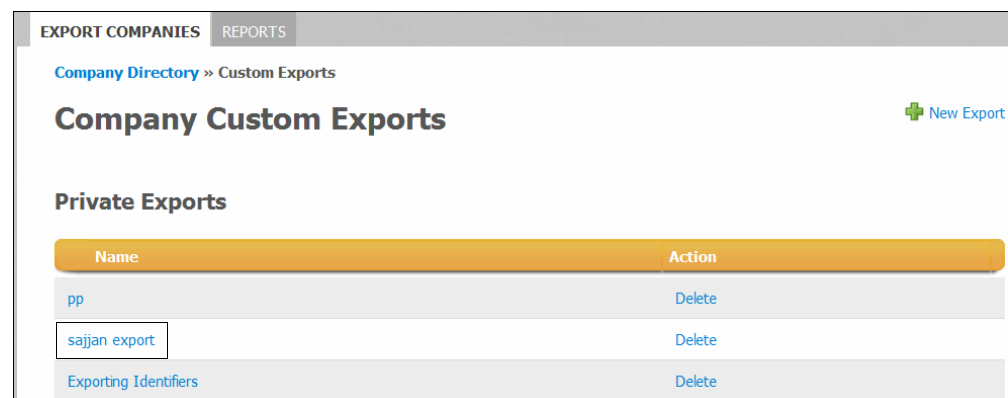 EXPORT COMPANIES REPORTS
Company Directory » Custom Exports
Company Custom Exports New Export
Private Exports
Name Action
pp Delete
sajjan export Delete
Exporting Identifiers Delete